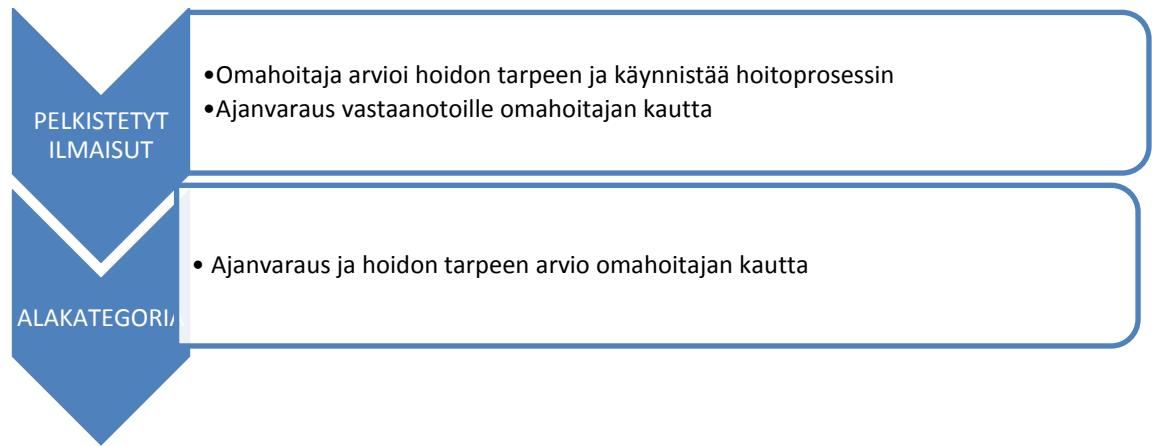 PELKISTETYT
ILMAISUT
•Omahoitaja arvioi hoidon tarpeen ja käynnistää hoitoprosessin
•Ajanvaraus vastaanotoille omahoitajan kautta
ALAKATEGORIA
• Ajanvaraus ja hoidon tarpeen arvio omahoitajan kautta